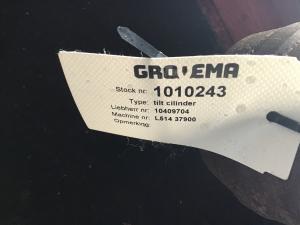 GRO'EMA
Stock nr: 1010243
Type: tilt cilinder
Liebherr nr: 10409704
Machine nr: L514 37900
Opmerking: